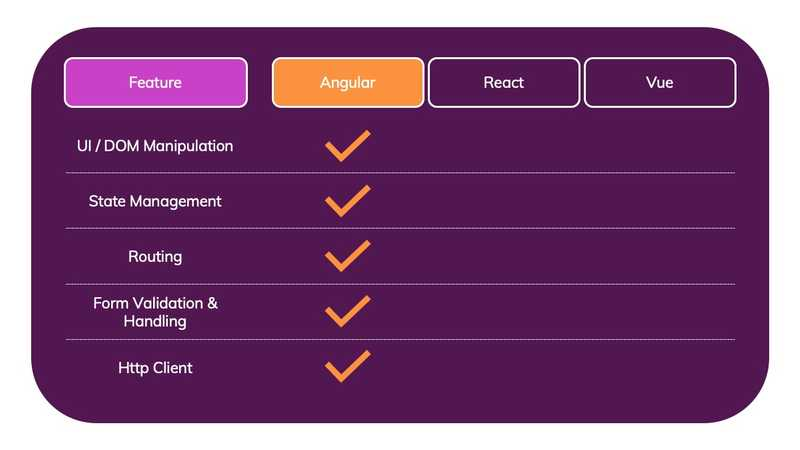 Feature
Angular
React
Vue
UI / DOM Manipulation
State Management
Routing
Form Validation &
Handling
Http Client